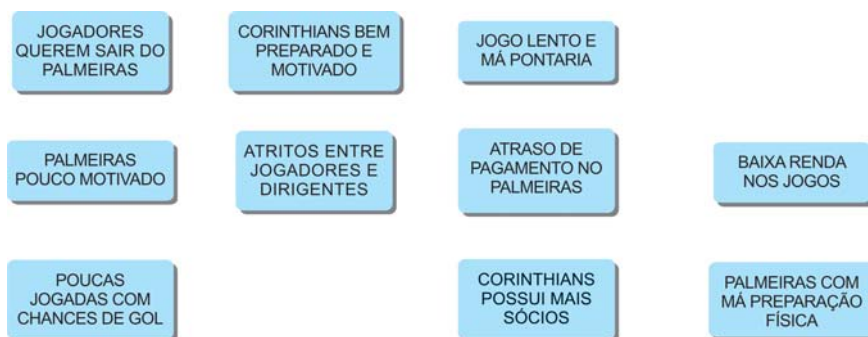 JOGADORES
QUEREM SAIR DO
PALMEIRAS
CORINTHIANS BEM
PREPARADO E
MOTIVADO
JOGO LENTO E
MÁ PONTARIA
PALMEIRAS
POUCO MOTIVADO
ATRITOS ENTRE
JOGADORES E
DIRIGENTES
ATRASO DE
PAGAMENTO NO
PALMEIRAS
BAIXA RENDA
NOS JOGOS
POUCAS
JOGADAS COM
CHANCES DE GOL
CORINTHIANS
POSSUI MAIS
SÓCIOS
PALMEIRAS COM
MÁ PREPARAÇÃO
FÍSICA